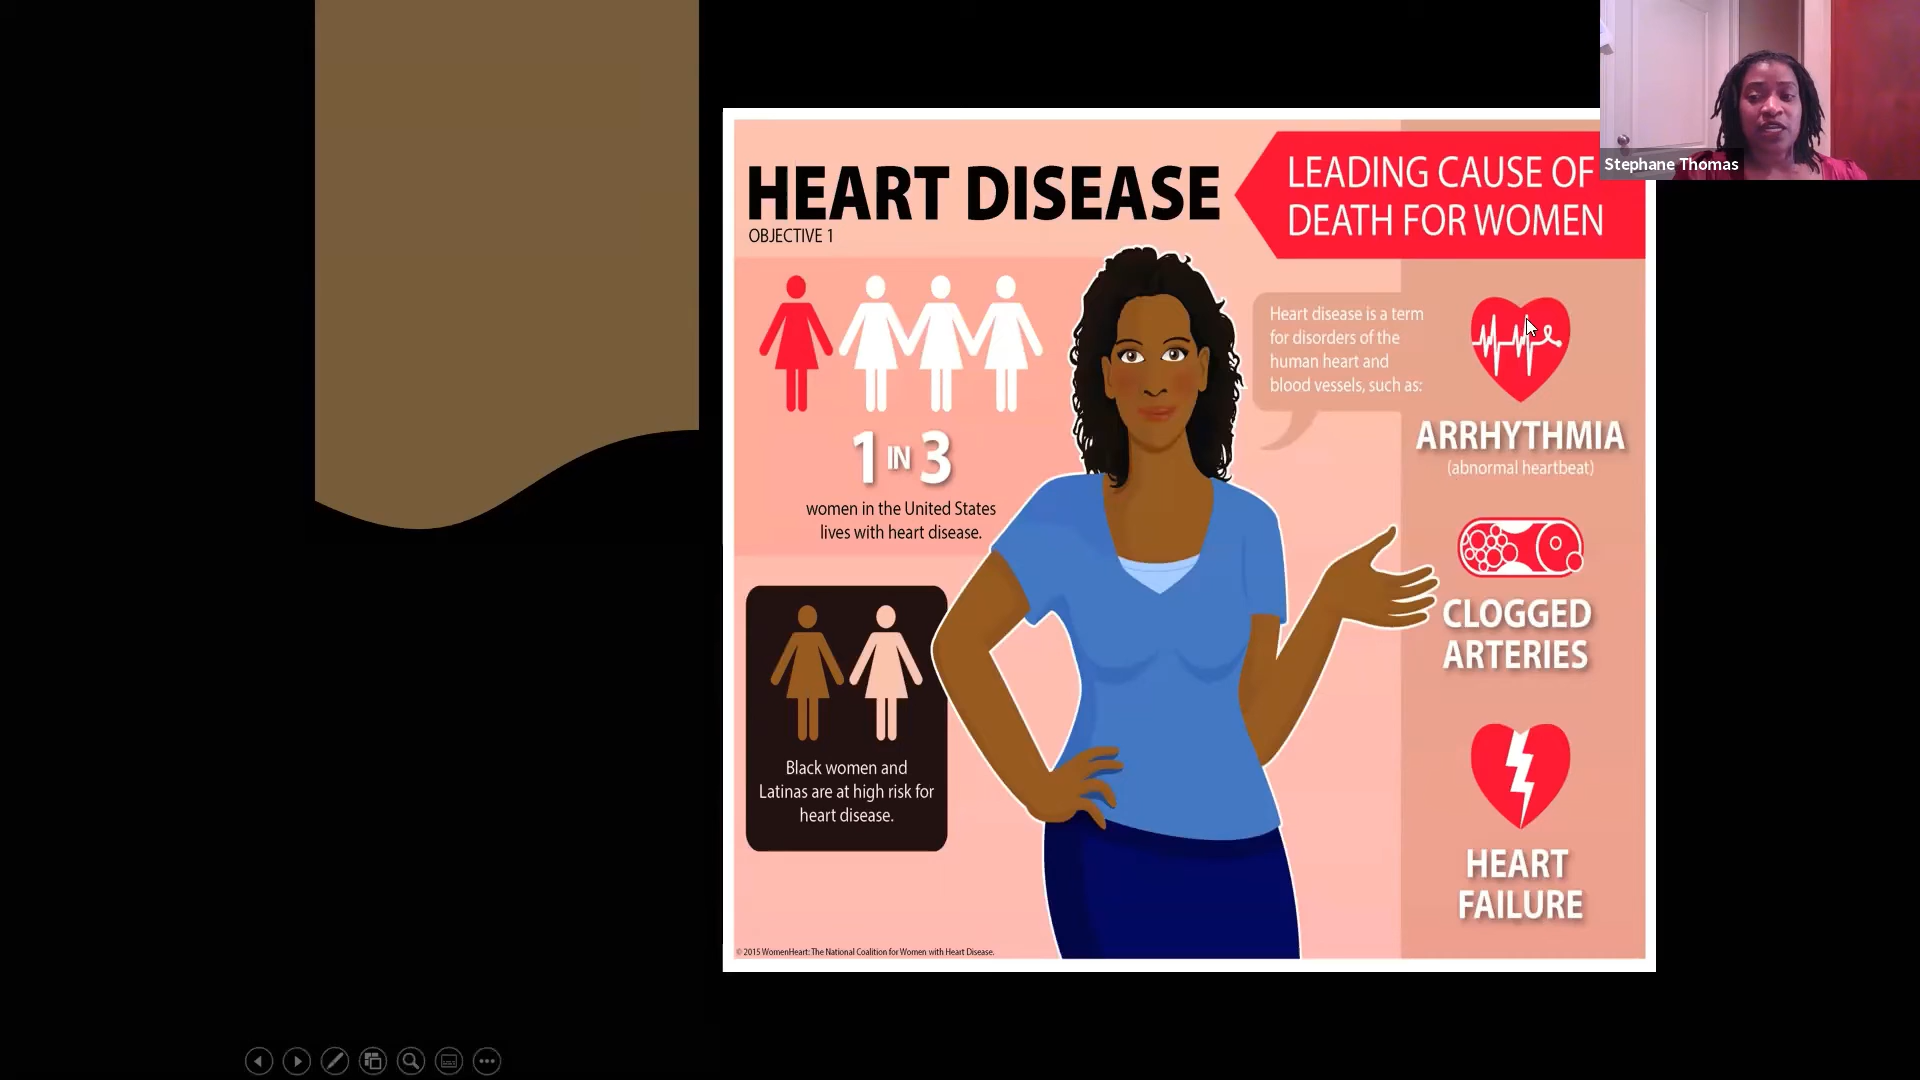 HEART DISEASE
OBJECTIVE 1
LEADING CAUSE OF
DEATH FOR WOMEN
Stephane Thomas
1 IN 3
women in the United States
lives with heart disease.
Heart disease is a term
for disorders of the
human heart and
blood vessels, such as:
ARRHYTHMIA
(abnormal heartbeat)
CLOGGED
ARTERIES
HEART
FAILURE
Black women and
Latinas are at high risk for
heart disease.
© 2015 WomenHeart: The National Coalition for Women with Heart Disease.